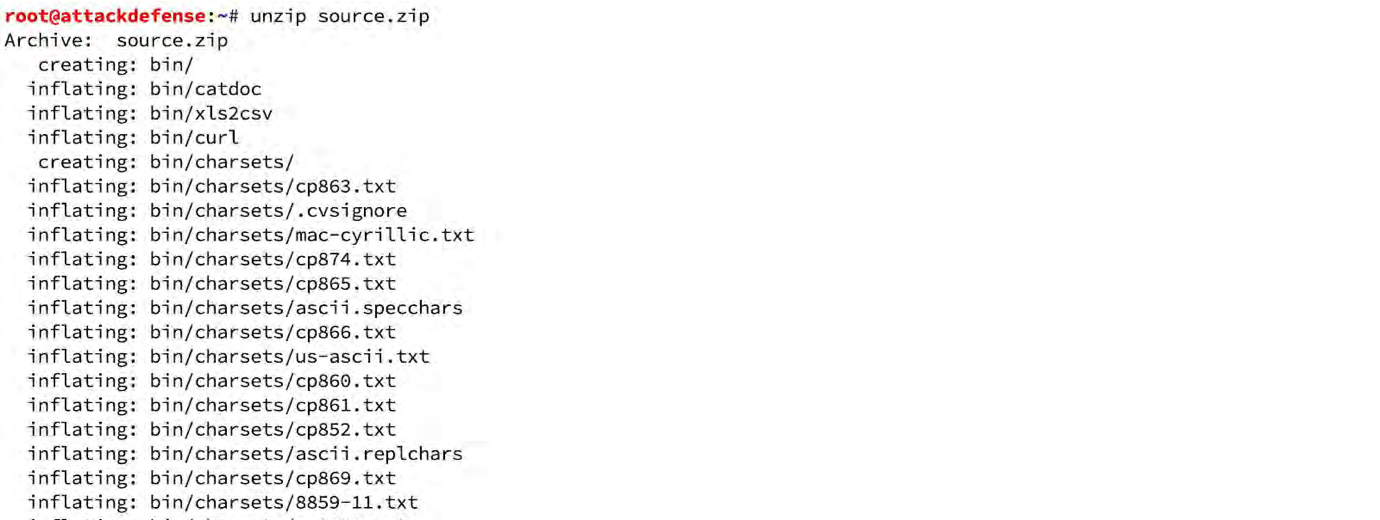 root@attackdefense:~# unzip source.zip
Archive:  source.zip
   creating: bin/
  inflating: bin/catdoc
  inflating: bin/xls2csv
  inflating: bin/curl
   creating: bin/charsets/
  inflating: bin/charsets/cp863.txt
  inflating: bin/charsets/.cvsignore
  inflating: bin/charsets/mac-cyrillic.txt
  inflating: bin/charsets/cp874.txt
  inflating: bin/charsets/cp865.txt
  inflating: bin/charsets/ascii.specchars
  inflating: bin/charsets/cp866.txt
  inflating: bin/charsets/us-ascii.txt
  inflating: bin/charsets/cp860.txt
  inflating: bin/charsets/cp861.txt
  inflating: bin/charsets/cp852.txt
  inflating: bin/charsets/ascii.replchars
  inflating: bin/charsets/cp869.txt
  inflating: bin/charsets/8859-11.txt